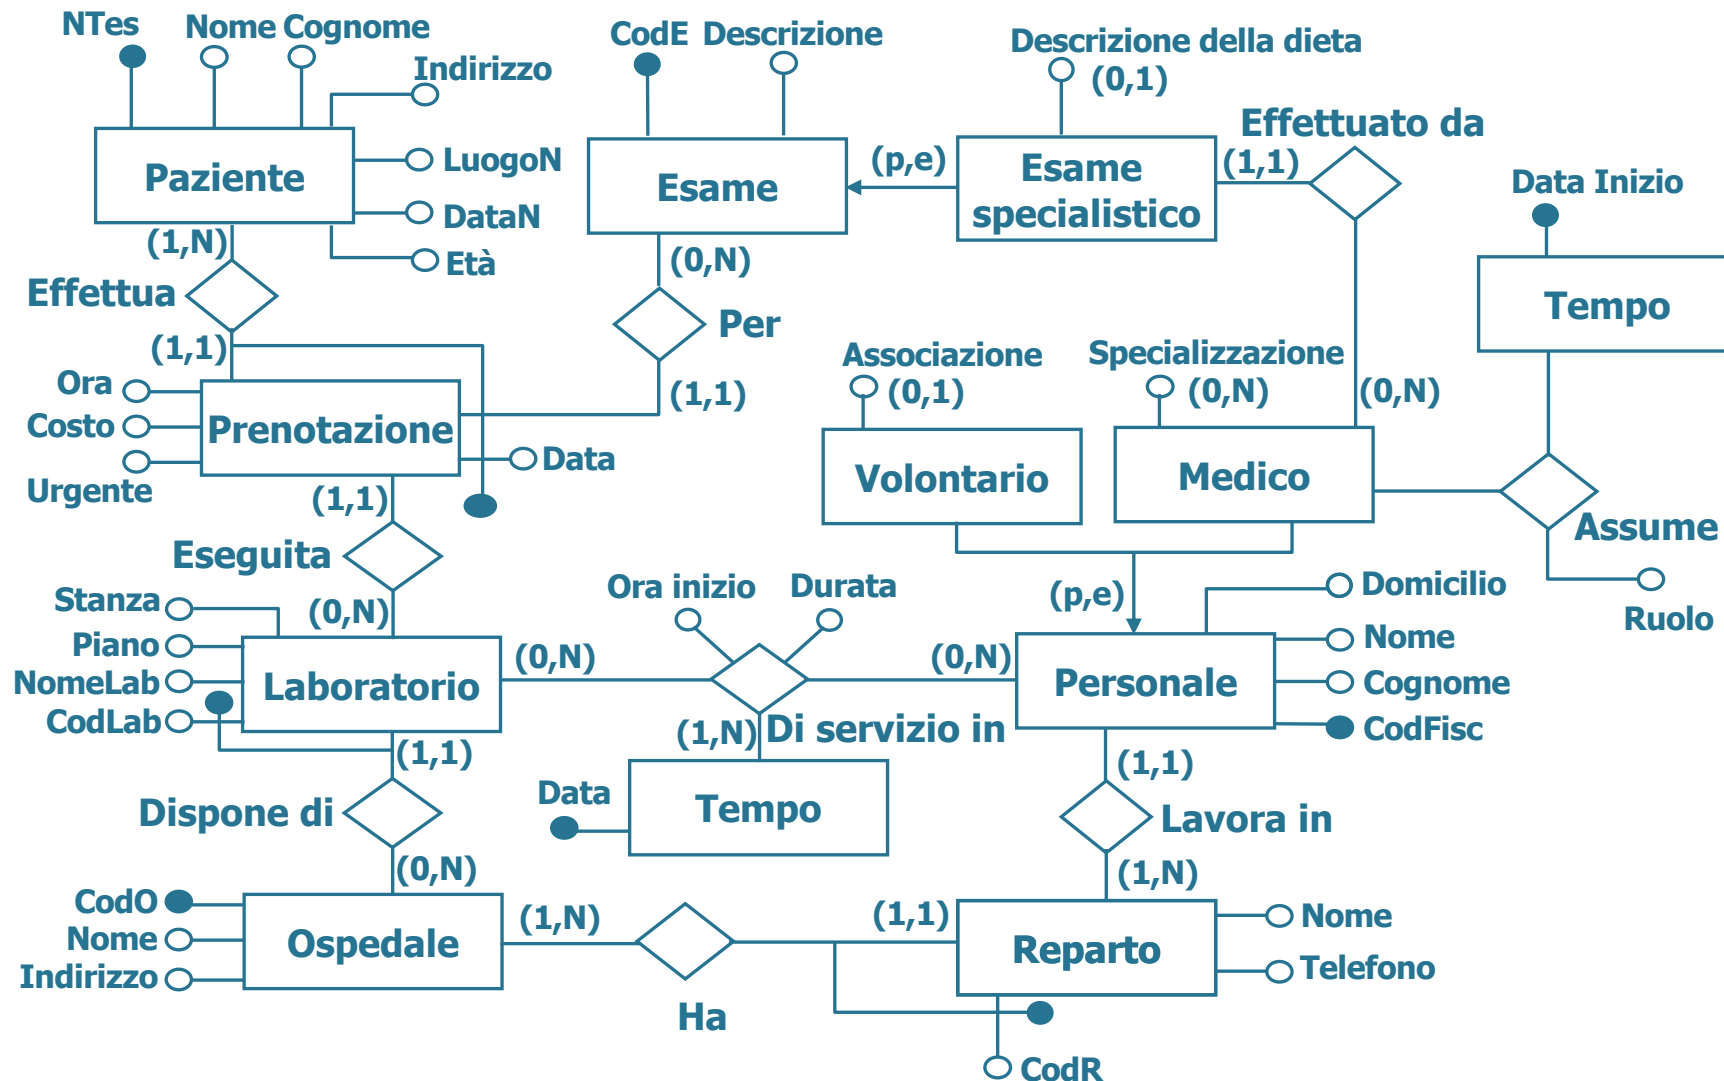 NTes
Nome Cognome
Indirizzo
Paziente
LuogoN
DataN
Età
(1,N)
Effettua
(1,1)
CodE Descrizione
Esame
(0,N)
Per
(1,1)
(p,e)
Descrizione della dieta
(0,1)
Esame
specialistico
(1,1)
Effettuato da
(0,N)
Data Inizio
Tempo
Ora
Costo
Urgente
Prenotazione
Data
(1,1)
Eseguita
(0,N)
Associazione
(0,1)
Volontario
Specializzazione
(0,N)
Medico
Assume
Ruolo
(p,e)
Stanza
Piano
NomeLab
CodLab
Laboratorio
(0,N)
Ora inizio
Durata
Di servizio in
(0,N)
(1,N)
Data
Tempo
Personale
Domicilio
Nome
Cognome
CodFisc
(1,1)
Lavora in
(1,N)
(1,1)
Dispone di
(0,N)
CodO
Nome
Indirizzo
Ospedale
(1,N)
Ha
(1,1)
Reparto
Nome
Telefono
CodR